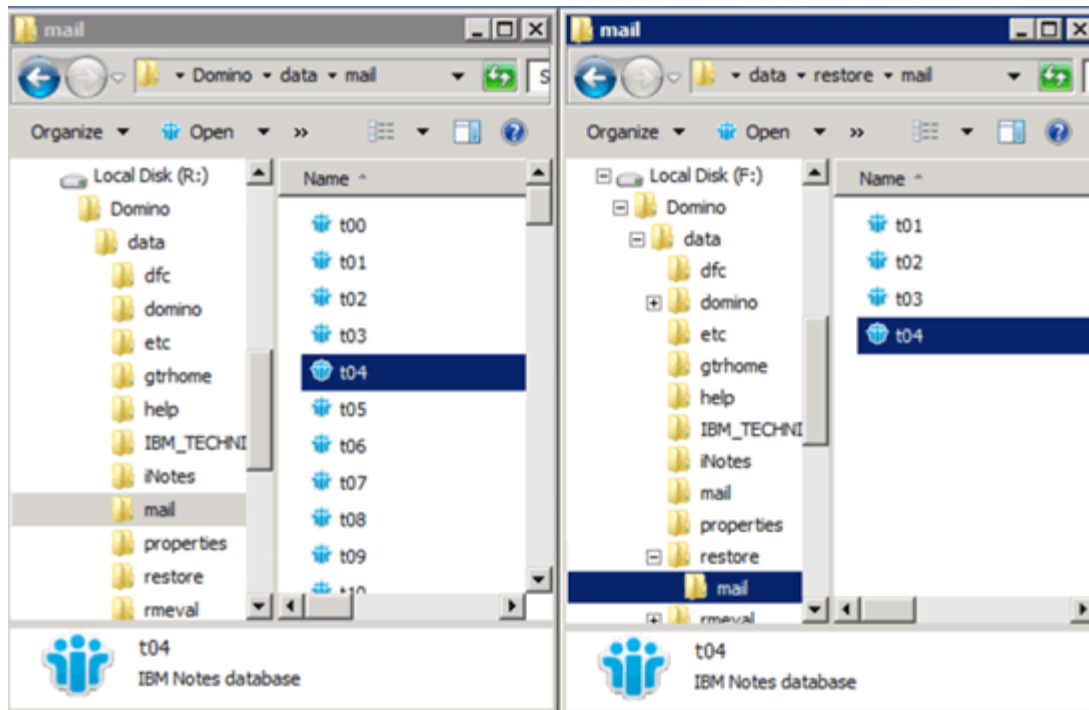 mail
Domino data mail
S
Organize Open »
Local Disk (R:)
Domino
data
dfc
domino
etc
gtrhome
help
IBM_TECHNI
iNotes
mail
properties
restore
rmeval
Name
t00
t01
t02
t03
t04
t05
t06
t07
t08
t09
t10
t04
IBM Notes database
mail
data restore mail
Organize Open »
Local Disk (F:)
Domino
data
dfc
domino
etc
gtrhome
help
IBM_TECHNI
iNotes
mail
properties
restore
mail
rmeval
Name
t01
t02
t03
t04
t04
IBM Notes database